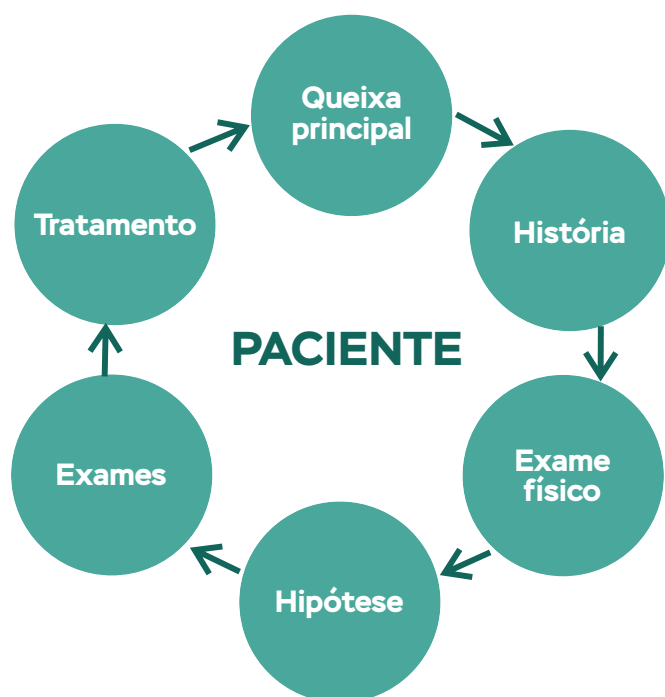 Queixa
principal
História
Exame
físico
Hipótese
Exames
Tratamento
PACIENTE